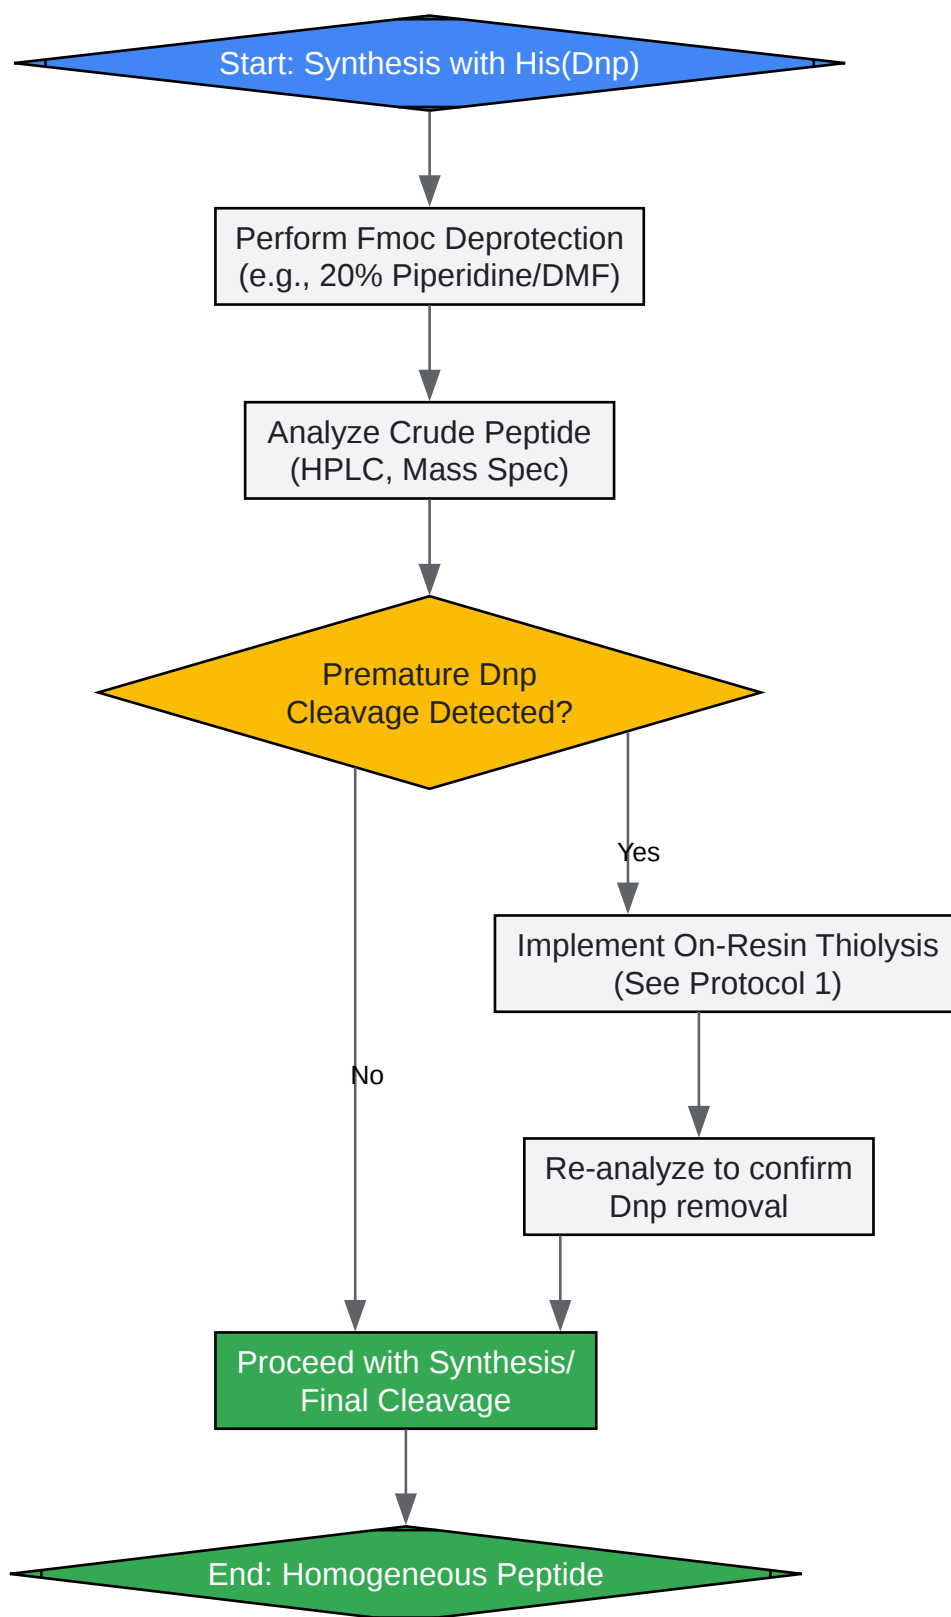 Start: Synthesis with His(Dnp)
Perform Fmoc Deprotection
(e.g., 20% Piperidine/DMF)
Analyze Crude Peptide
(HPLC, Mass Spec)
Premature Dnp
Cleavage Detected?
Yes
Implement On-Resin Thiolysis
(See Protocol 1)
No
Re-analyze to confirm
Dnp removal
Proceed with Synthesis/
Final Cleavage
End: Homogeneous Peptide